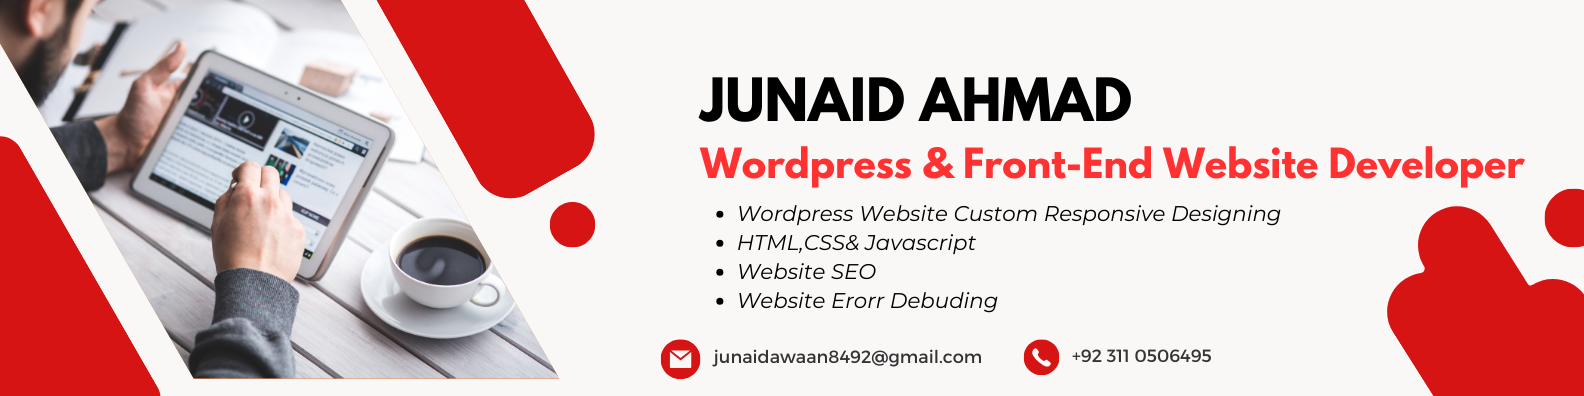 JUNAID AHMAD
Wordpress & Front-End Website Developer
• Wordpress Website Custom Responsive Designing
• HTML,CSS& Javascript
• Website SEO
• Website Erorr Debuding
junaidawaan8492@gmail.com
+92 311 0506495